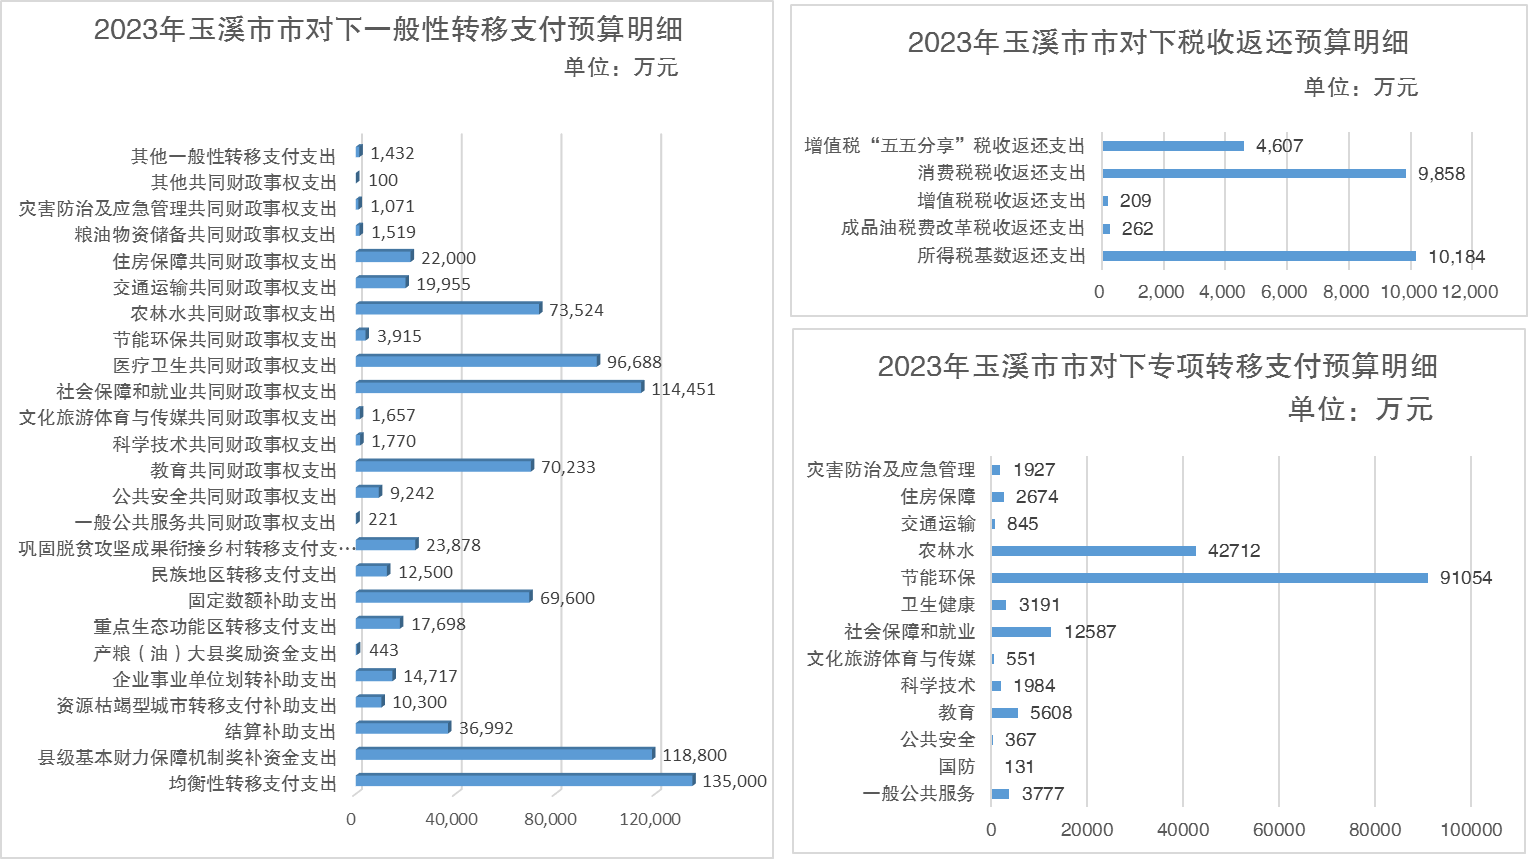 2023年玉溪市市对下一般性转移支付预算明细
单位：万元
其他一般性转移支付支出 1,432
其他共同财政事权支出 100
灾害防治及应急管理共同财政事权支出 1,071
粮油物资储备共同财政事权支出 1,519
住房保障共同财政事权支出 22,000
交通运输共同财政事权支出 19,955
农林水共同财政事权支出 73,524
节能环保共同财政事权支出 3,915
医疗卫生共同财政事权支出 96,688
社会保障和就业共同财政事权支出 114,451
文化旅游体育与传媒共同财政事权支出 1,657
科学技术共同财政事权支出 1,770
教育共同财政事权支出 70,233
公共安全共同财政事权支出 9,242
一般公共服务共同财政事权支出 221
巩固脱贫攻坚成果衔接乡村转移支付支… 23,878
民族地区转移支付支出 12,500
固定数额补助支出 69,600
重点生态功能区转移支付支出 17,698
产粮（油）大县奖励资金支出 443
企业事业单位划转补助支出 14,717
资源枯竭型城市转移支付补助支出 10,300
结算补助支出 36,992
县级基本财力保障机制奖补资金支出 118,800
均衡性转移支付支出 135,000
0 40,000 80,000 120,000
2023年玉溪市市对下税收返还预算明细
单位：万元
增值税“五五分享”税收返还支出 4,607
消费税税收返还支出 9,858
增值税税收返还支出 209
成品油税费改革税收返还支出 262
所得税基数返还支出 10,184
0 2,000 4,000 6,000 8,000 10,000 12,000
2023年玉溪市市对下专项转移支付预算明细
单位：万元
灾害防治及应急管理 1927
住房保障 2674
交通运输 845
农林水 42712
节能环保 91054
卫生健康 3191
社会保障和就业 12587
文化旅游体育与传媒 551
科学技术 1984
教育 5608
公共安全 367
国防 131
一般公共服务 3777
0 20000 40000 60000 80000 100000